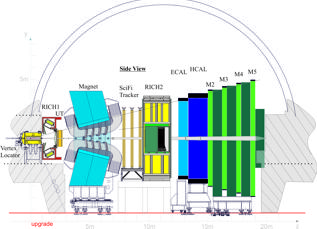 y
5m
Side View
ECAL
HCAL
M5
M4
M3
M2
Magnet
SciFi
Tracker
RICH2
RICH1
UT
Vertex
Locator
upgrade
5m
10m
15m
20m
z